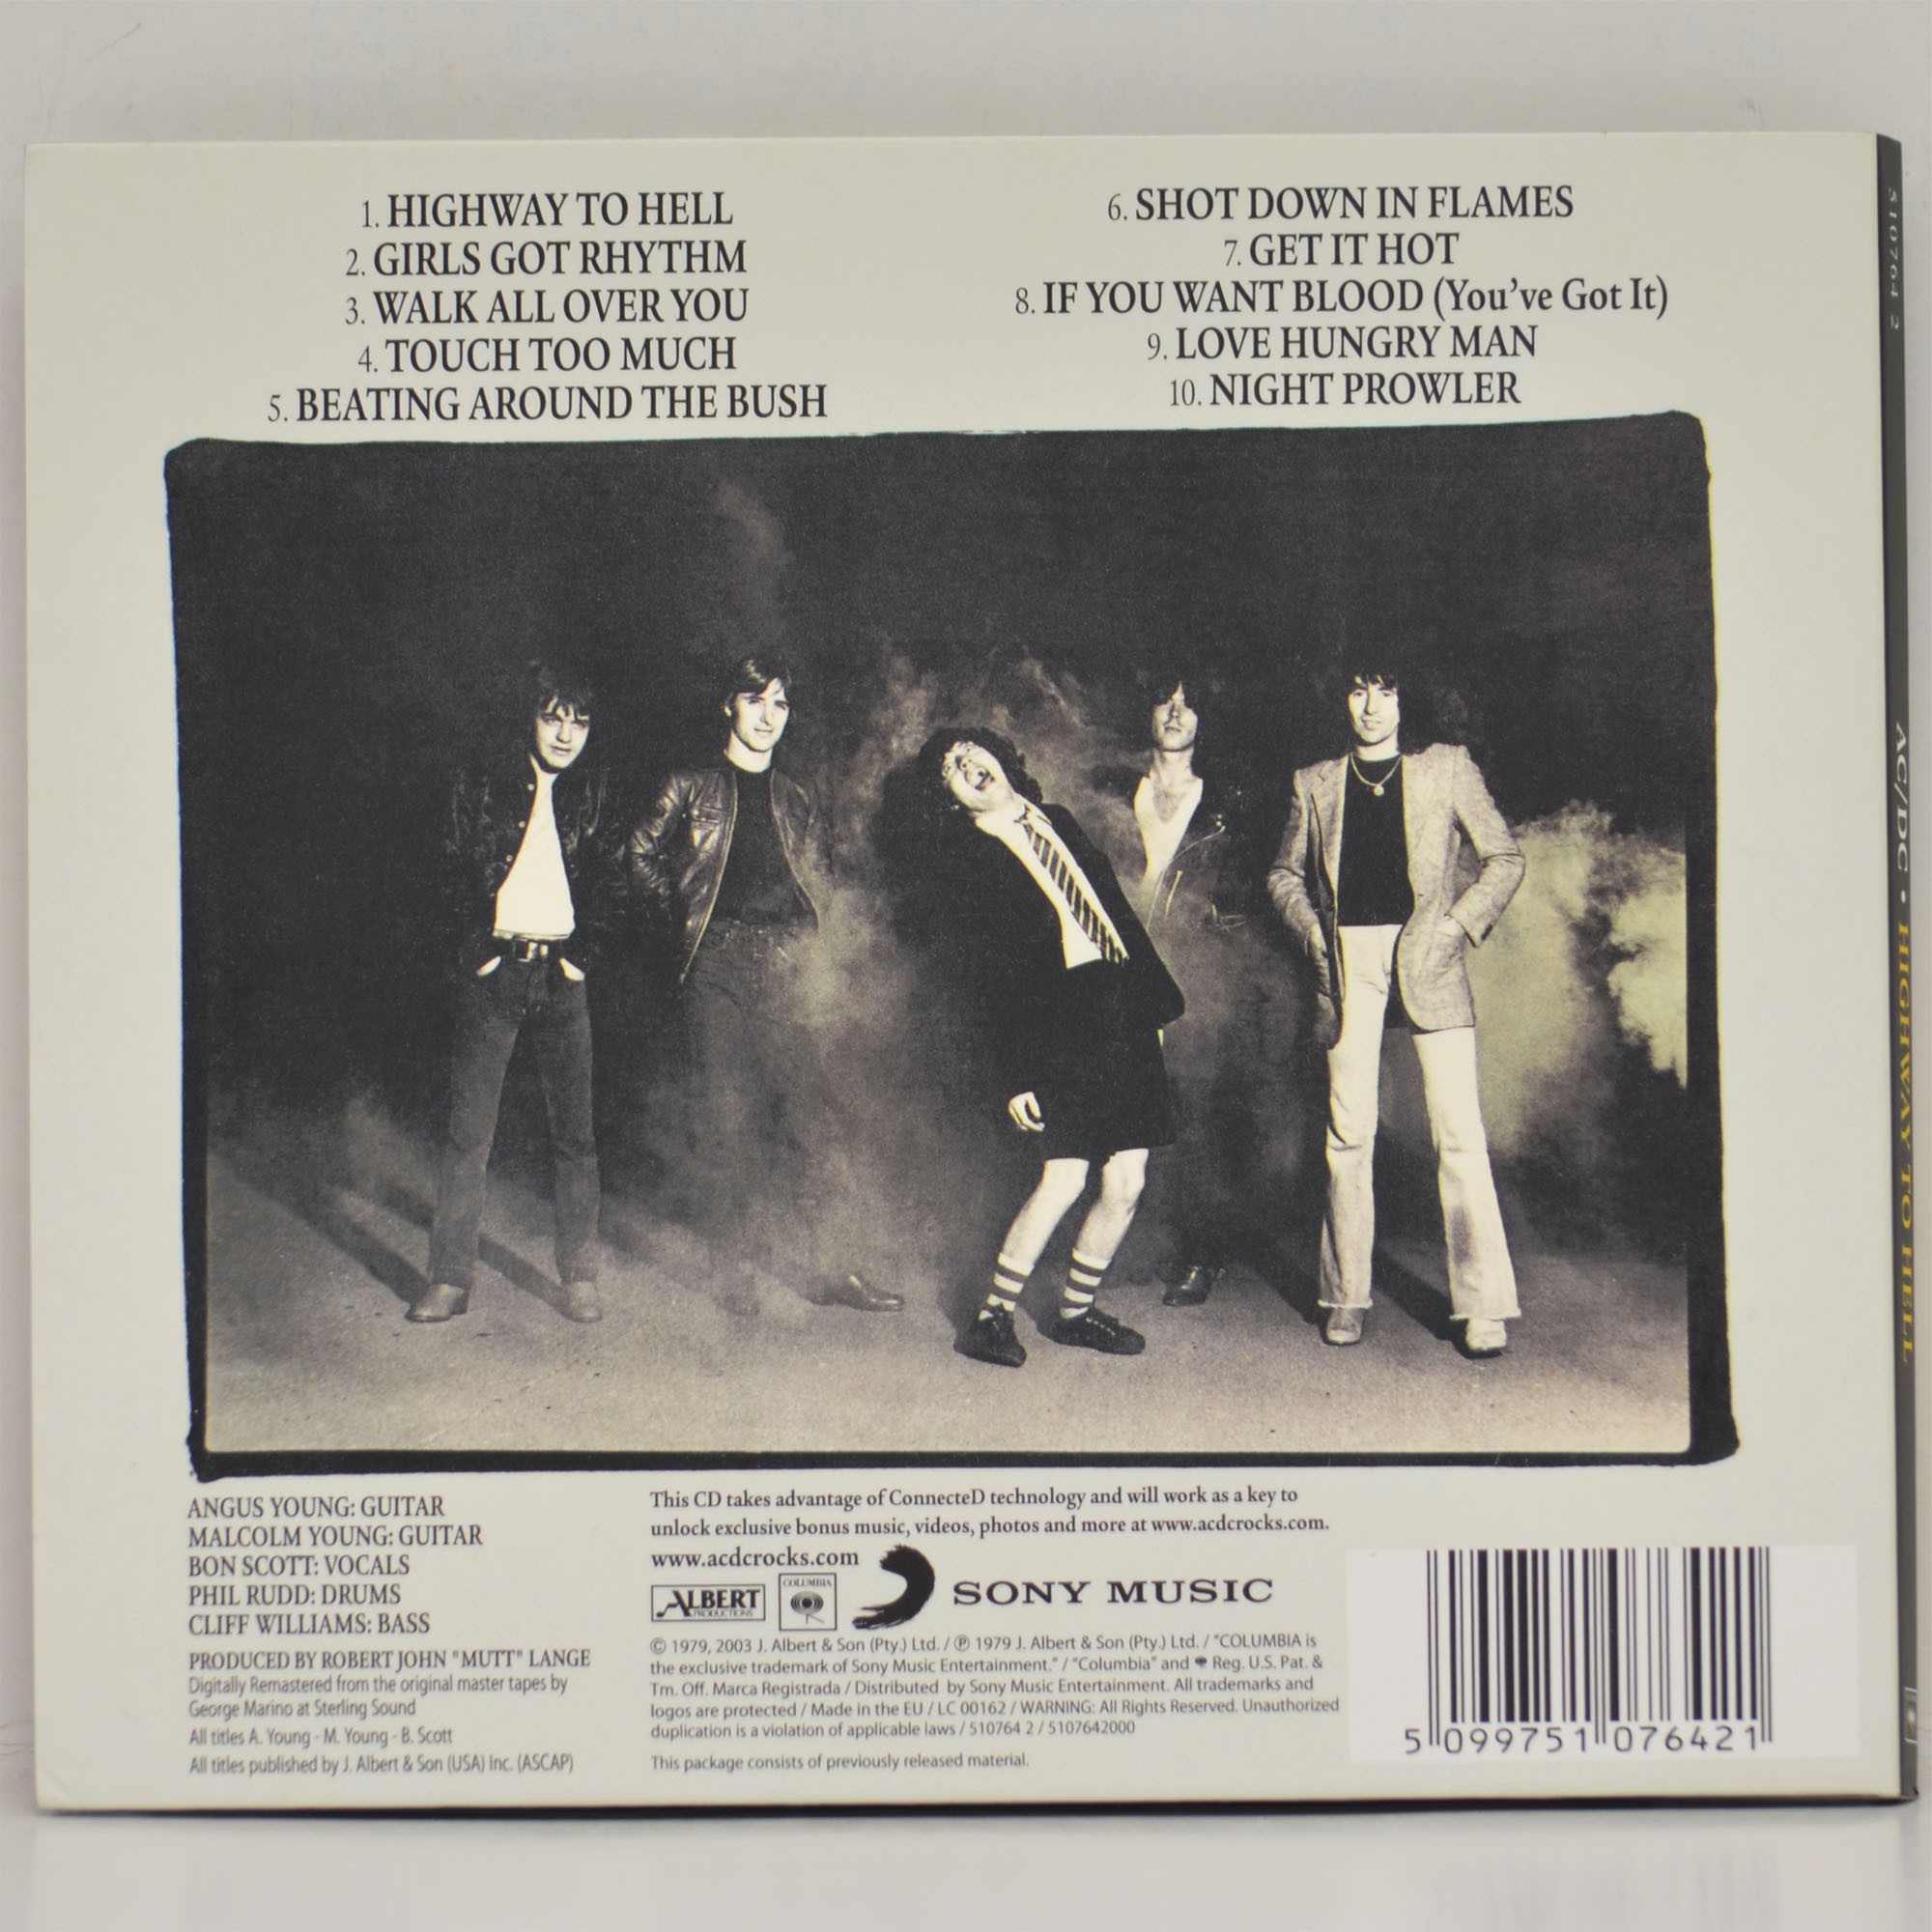 1. HIGHWAY TO HELL
2. GIRLS GOT RHYTHM
3. WALK ALL OVER YOU
4. TOUCH TOO MUCH
5. BEATING AROUND THE BUSH
6. SHOT DOWN IN FLAMES
7. GET IT HOT
8. IF YOU WANT BLOOD (You've Got It)
9. LOVE HUNGRY MAN
10. NIGHT PROWLER
ANGUS YOUNG: GUITAR
MALCOLM YOUNG: GUITAR
BON SCOTT: VOCALS
PHIL RUDD: DRUMS
CLIFF WILLIAMS: BASS
PRODUCED BY ROBERT JOHN "MUTT" LANGE
Digitally Remastered from the original master tapes by
George Marino at Sterling Sound
All titles A. Young - M. Young - B. Scott
All titles published by J. Albert & Son (USA) Inc. (ASCAP)
This CD takes advantage of ConnecteD technology and will work as a key to
unlock exclusive bonus music, videos, photos and more at www.acdcrocks.com.
www.acdcrocks.com
ALBERT
PRODUCTIONS
COLUMBIA
SONY MUSIC
© 1979, 2003 J. Albert & Son (Pty.) Ltd. / ℗ 1979 J. Albert & Son (Pty.) Ltd. / "COLUMBIA is
the exclusive trademark of Sony Music Entertainment." / "Columbia" and Reg. U.S. Pat. &
Tm. Off. Marca Registrada / Distributed by Sony Music Entertainment. All trademarks and
logos are protected / Made in the EU / LC 00162 / WARNING: All Rights Reserved. Unauthorized
duplication is a violation of applicable laws / 510764 2 / 5107642000
This package consists of previously released material.
5 099751 076421
510764 2
AC/DC • HIGHWAY TO HELL